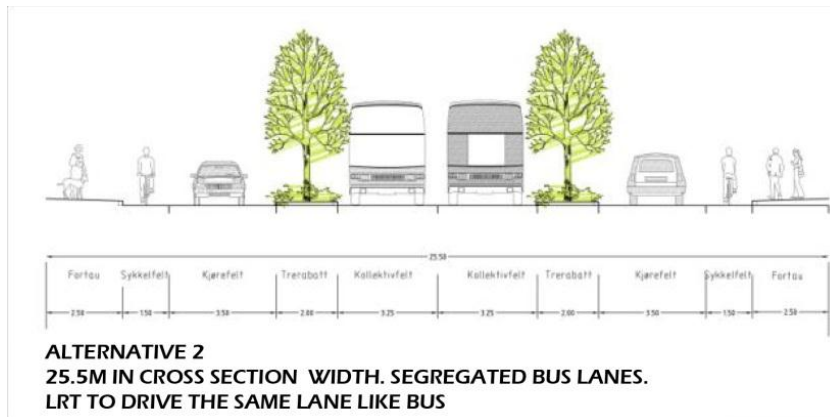 25.50
Fortau Sykkelfelt Kjørefelt Trerabatt Kollektivfelt Kollektivfelt Trerabatt Kjørefelt Sykkelfelt Fortau
2.50 1.50 3.50 2.00 3.25 3.25 2.00 3.50 1.50 2.50
ALTERNATIVE 2
25.5M IN CROSS SECTION WIDTH. SEGREGATED BUS LANES.
LRT TO DRIVE THE SAME LANE LIKE BUS